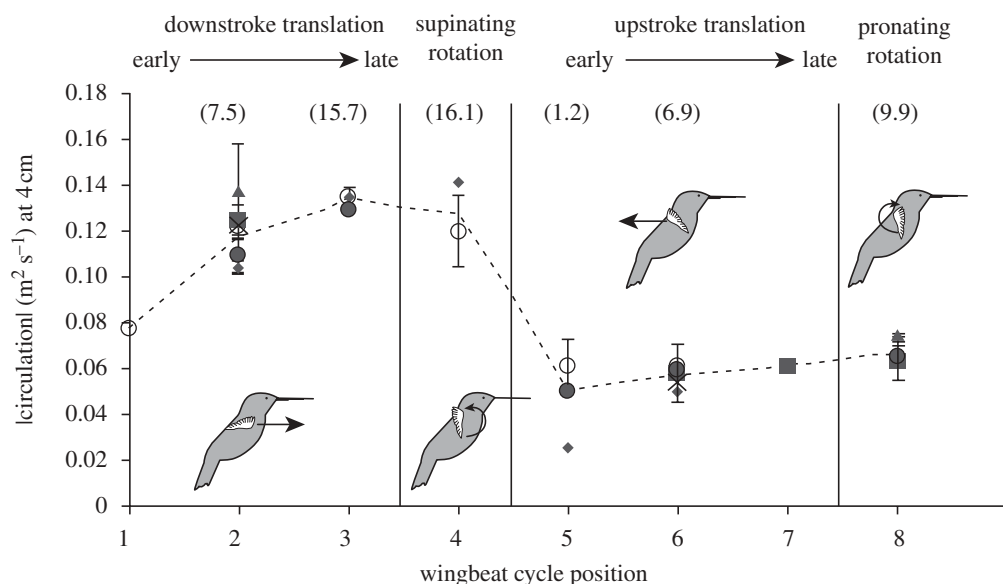 downstroke translation
early late
supinating
rotation
upstroke translation
early late
pronating
rotation
(7.5) (15.7) (16.1) (1.2) (6.9) (9.9)
|circulation| (m² s⁻¹) at 4 cm
0.18
0.16
0.14
0.12
0.10
0.08
0.06
0.04
0.02
0
1 2 3 4 5 6 7 8
wingbeat cycle position